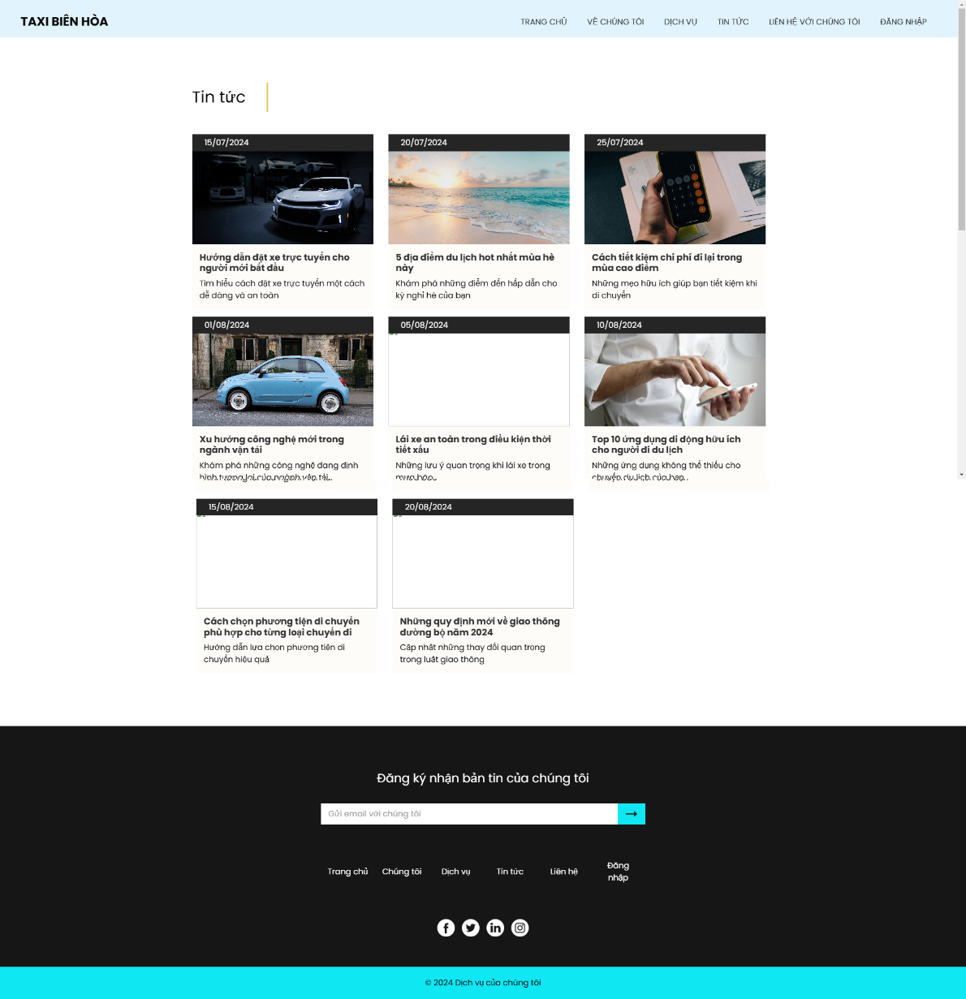 TAXI BIÊN HÒA
TRANG CHỦ
VỀ CHÚNG TÔI
DỊCH VỤ
TIN TỨC
LIÊN HỆ VỚI CHÚNG TÔI
ĐĂNG NHẬP
Tin tức
15/07/2024
Hướng dẫn đặt xe trực tuyến cho
người mới bắt đầu
Tìm hiểu cách đặt xe trực tuyến một cách
dễ dàng và an toàn
20/07/2024
5 địa điểm du lịch hot nhất mùa hè
này
Khám phá những điểm đến hấp dẫn cho
kỳ nghỉ hè của bạn
25/07/2024
Cách tiết kiệm chi phí đi lại trong
mùa cao điểm
Những mẹo hữu ích giúp bạn tiết kiệm khi
di chuyển
01/08/2024
Xu hướng công nghệ mới trong
ngành vận tải
Khám phá những công nghệ đang định
hình tương lai của ngành vận tải
05/08/2024
Lái xe an toàn trong điều kiện thời
tiết xấu
Những lưu ý quan trọng khi lái xe trong
10/08/2024
Top 10 ứng dụng di động hữu ích
cho người đi du lịch
Những ứng dụng không thể thiếu cho
chuyến du lịch của bạn
15/08/2024
Cách chọn phương tiện di chuyển
phù hợp cho từng loại chuyến đi
Hướng dẫn lựa chọn phương tiện di
chuyển hiệu quả
20/08/2024
Những quy định mới về giao thông
đường bộ năm 2024
Cập nhật những thay đổi quan trọng
trong luật giao thông
Đăng ký nhận bản tin của chúng tôi
Gửi email với chúng tôi
Trang chủ
Chúng tôi
Dịch vụ
Tin tức
Liên hệ
Đăng
nhập
© 2024 Dịch vụ của chúng tôi